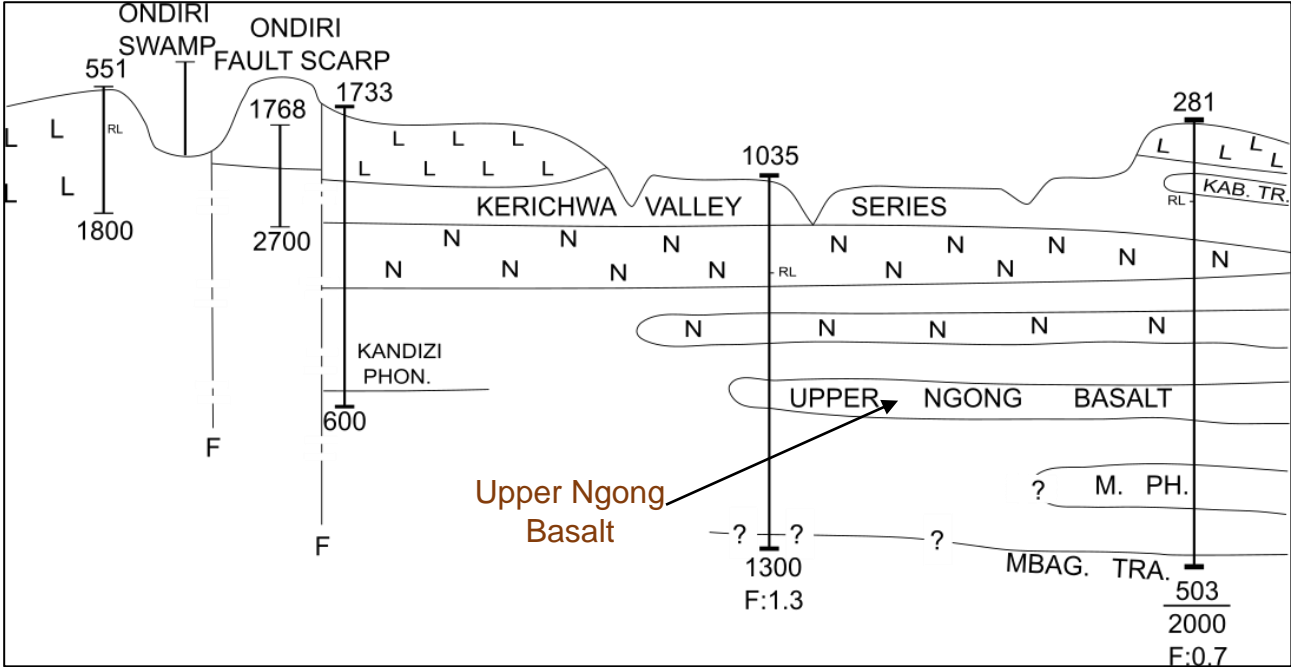 ONDIRI
SWAMP
ONDIRI
FAULT SCARP
551
1768
1733
281
1035
L
L
L
L
RL
L L L
L L L L
L L L L
KAB. TR.
RL
1800
2700
KERICHWA VALLEY SERIES
N N N N N N N N
N N N N N N
RL
N N N N N
KANDIZI
PHON.
600
UPPER NGONG BASALT
F
Upper Ngong
Basalt
? M. PH.
F
? ? ?
MBAG. TRA.
1300
F:1.3
503
2000
F:0.7